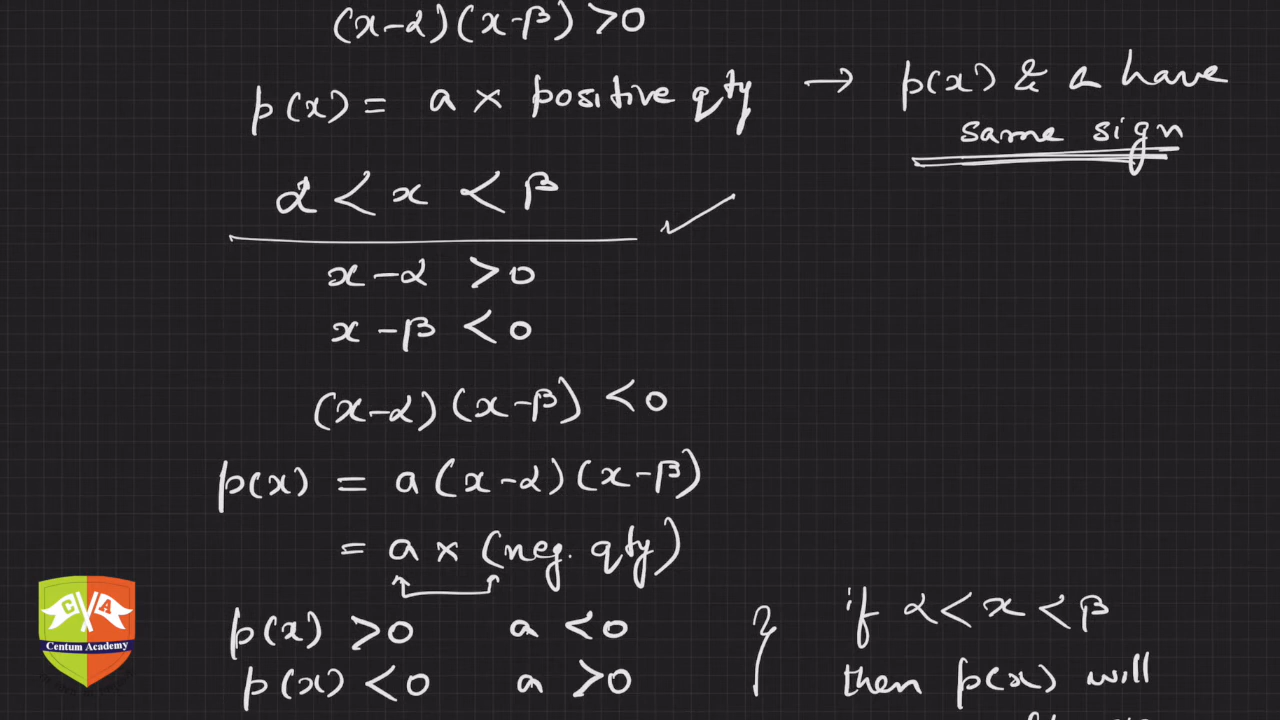 (x-α)(x-β) >0
p(x) = a × positive qty → p(x) & a have
same sign
α < x < β
x-α >0
x-β <0
(x-α)(x-β) <0
p(x) = a(x-α)(x-β)
= a × (neg. qty)
p(x) >0 a <0
p(x) <0 a >0
if α<x<β
then p(x) will
C A
Centum Academy